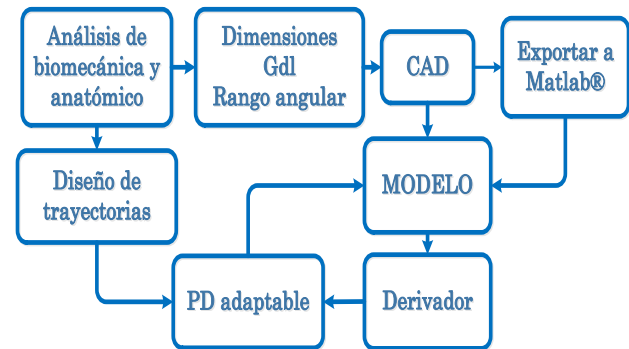 Análisis de
biomecánica y
anatómico
Dimensiones
Gdl
Rango angular
CAD
Exportar a
Matlab®
Diseño de
trayectorias
MODELO
PD adaptable
Derivador